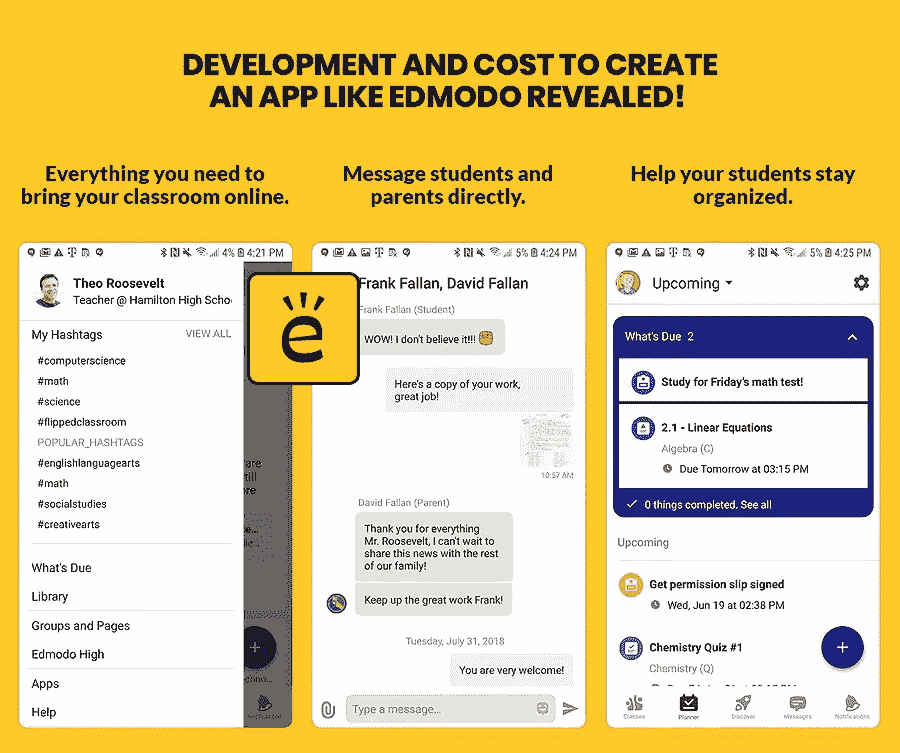 DEVELOPMENT AND COST TO CREATE
AN APP LIKE EDMODO REVEALED!
Everything you need to
bring your classroom online.
4% 4:21 PM
Theo Roosevelt
Teacher @ Hamilton High Schoo
My Hashtags VIEW ALL
#computerscience
#math
#science
#flippedclassroom
POPULAR_HASHTAGS
#englishlanguagearts
#math
#socialstudies
#creativearts
What's Due
Library
Groups and Pages
Edmodo High
Apps
Help
e
Message students and
parents directly.
5% 4:24 PM
Frank Fallan, David Fallan
Frank Fallan (Student)
WOW! I don't believe it!!!
Here's a copy of your work,
great job!
10:57 AM
David Fallan (Parent)
Thank you for everything
Mr. Roosevelt, I can't wait to
share this news with the rest
of our family!
Keep up the great work Frank!
Tuesday, July 31, 2018
You are very welcome!
Type a message...
Help your students stay
organized.
5% 4:25 PM
Upcoming
What's Due 2
Study for Friday's math test!
2.1 - Linear Equations
Algebra (C)
Due Tomorrow at 03:15 PM
0 things completed. See all
Upcoming
Get permission slip signed
Wed, Jun 19 at 02:38 PM
Chemistry Quiz #1
Chemistry (Q)
Classes Planner Discover Messages Notifications